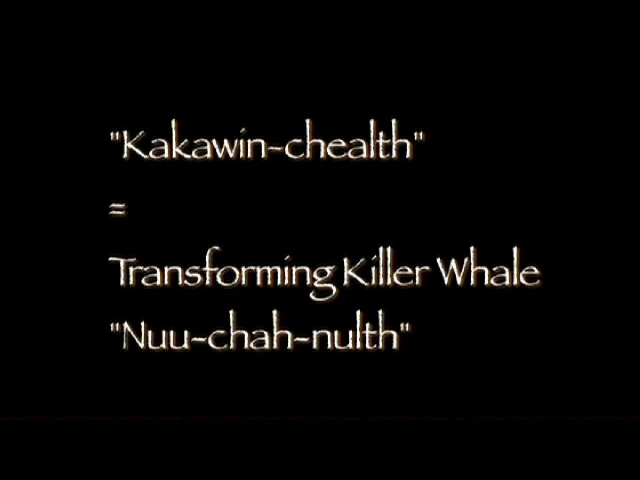 "Kakawin-chealth"
=
Transforming Killer Whale
"Nuu-chah-nulth"